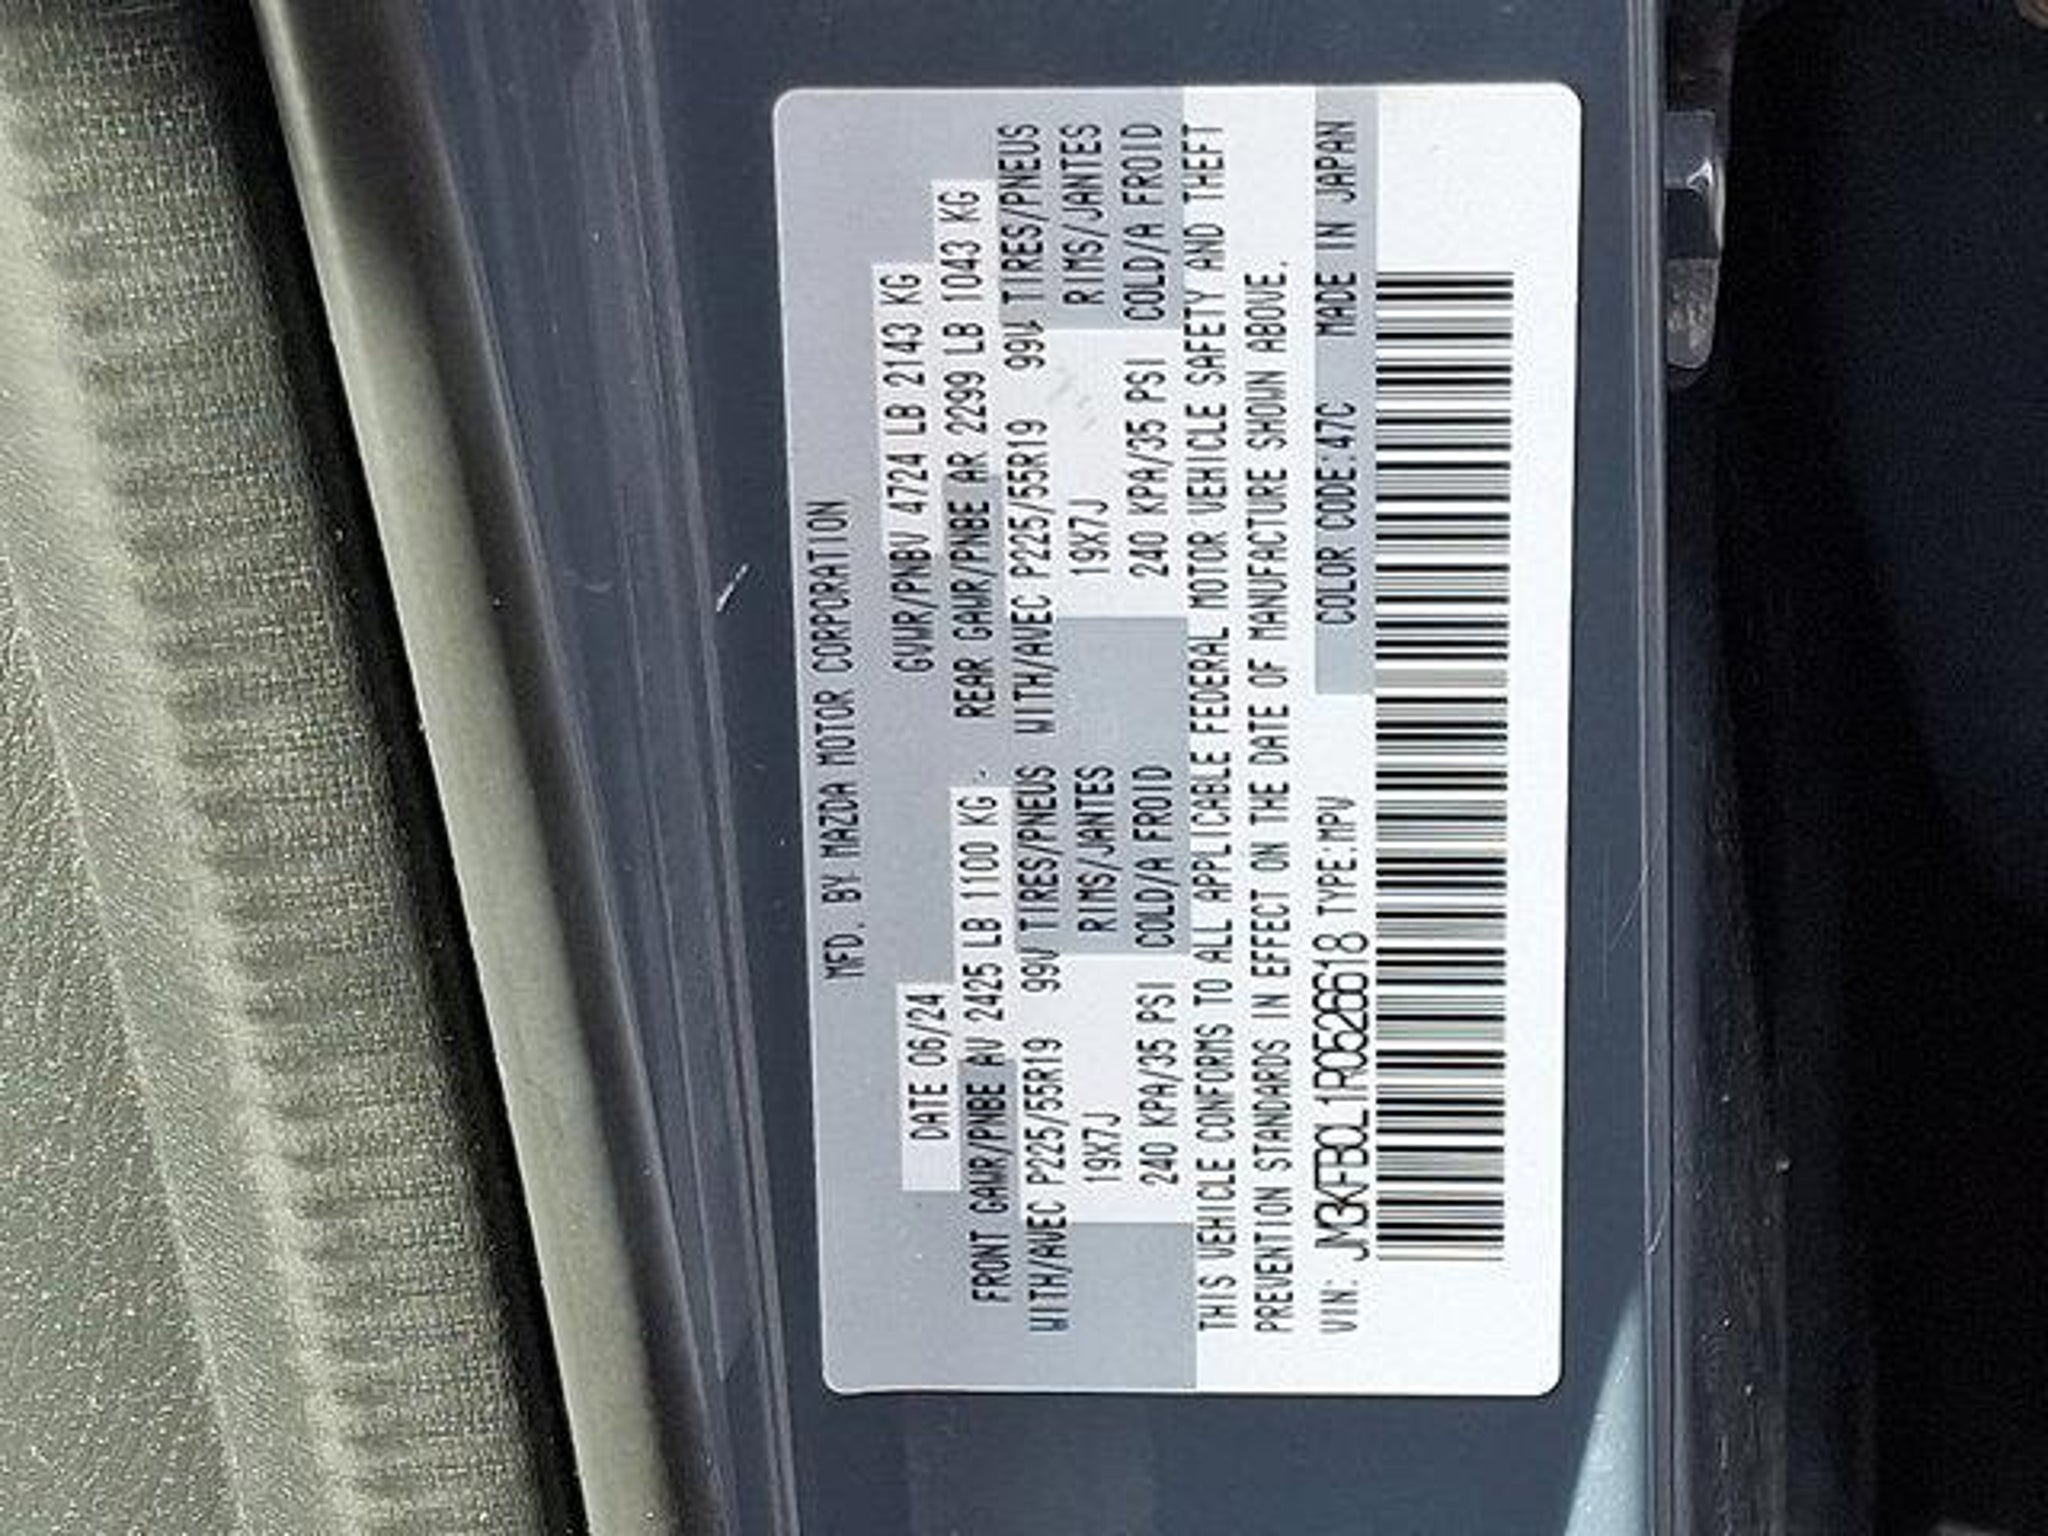 MFD. BY MAZDA MOTOR CORPORATION
DATE 06/24 GVWR/PNBV 4724 LB 2143 KG
FRONT GAWR/PNBE AV 2425 LB 1100 KG REAR GAWR/PNBE AR 2299 LB 1043 KG
WITH/AVEC P225/55R19 99V TIRES/PNEUS WITH/AVEC P225/55R19 99V TIRES/PNEUS
19X7J RIMS/JANTES 19X7J RIMS/JANTES
240 KPA/35 PSI COLD/A FROID 240 KPA/35 PSI COLD/A FROID
THIS VEHICLE CONFORMS TO ALL APPLICABLE FEDERAL MOTOR VEHICLE SAFETY AND THEFT
PREVENTION STANDARDS IN EFFECT ON THE DATE OF MANUFACTURE SHOWN ABOVE.
VIN: JM3KFBCL1R0526618 TYPE:MPV COLOR CODE:47C MADE IN JAPAN